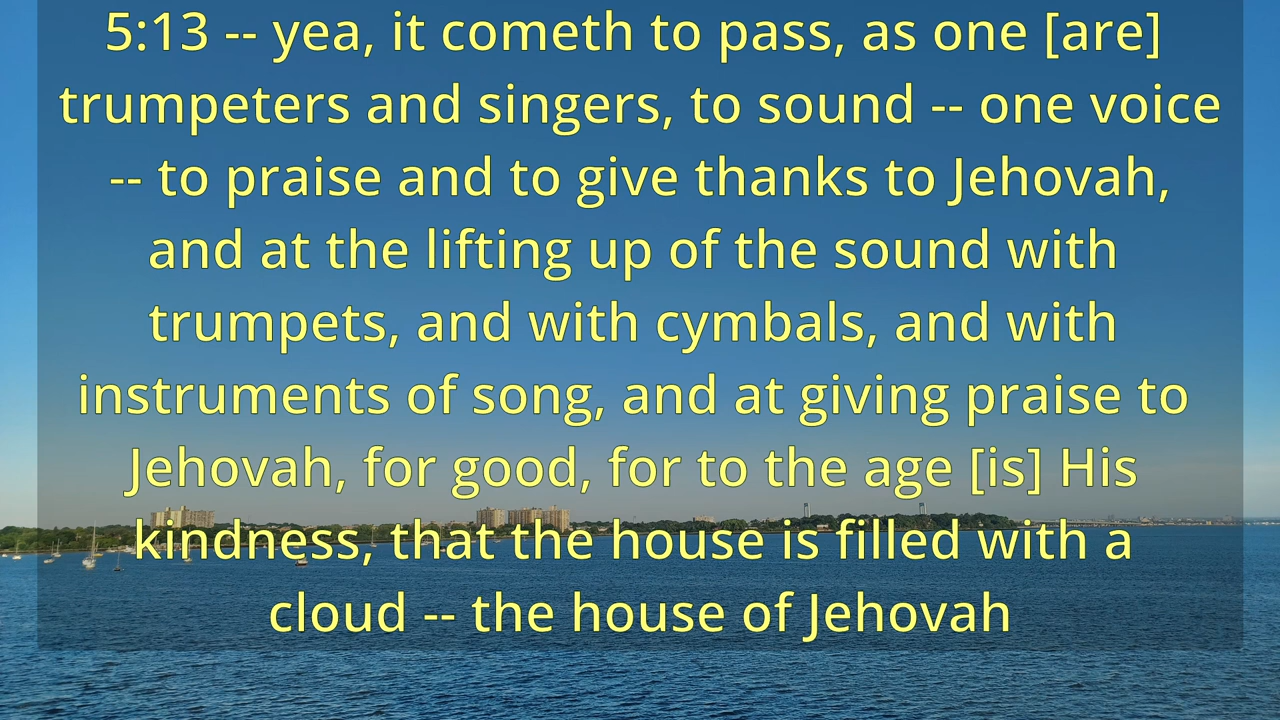 5:13 -- yea, it cometh to pass, as one [are]
trumpeters and singers, to sound -- one voice
-- to praise and to give thanks to Jehovah,
and at the lifting up of the sound with
trumpets, and with cymbals, and with
instruments of song, and at giving praise to
Jehovah, for good, for to the age [is] His
kindness, that the house is filled with a
cloud -- the house of Jehovah